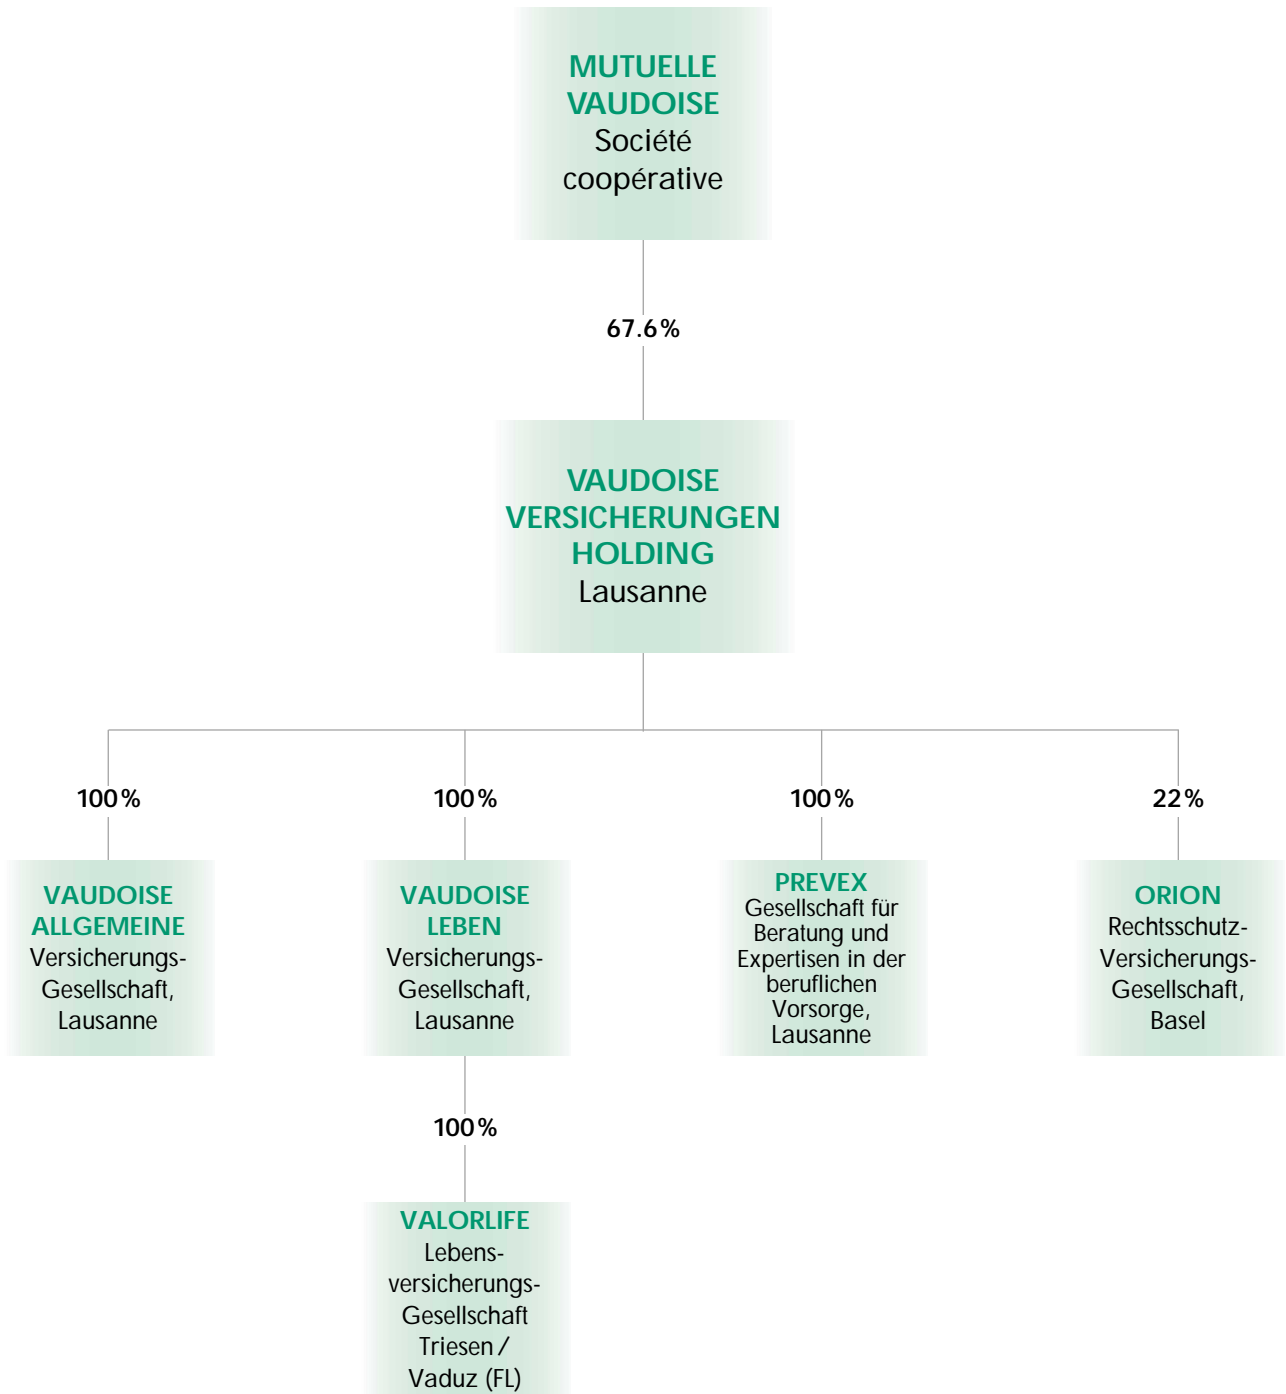 MUTUELLE
VAUDOISE
Société
coopérative
67.6%
VAUDOISE
VERSICHERUNGEN
HOLDING
Lausanne
100%
100%
100%
22%
VAUDOISE
ALLGEMEINE
Versicherungs-
Gesellschaft,
Lausanne
VAUDOISE
LEBEN
Versicherungs-
Gesellschaft,
Lausanne
PREVEX
Gesellschaft für
Beratung und
Expertisen in der
beruflichen
Vorsorge,
Lausanne
ORION
Rechtsschutz-
Versicherungs-
Gesellschaft,
Basel
100%
VALORLIFE
Lebens-
versicherungs-
Gesellschaft
Triesen /
Vaduz (FL)